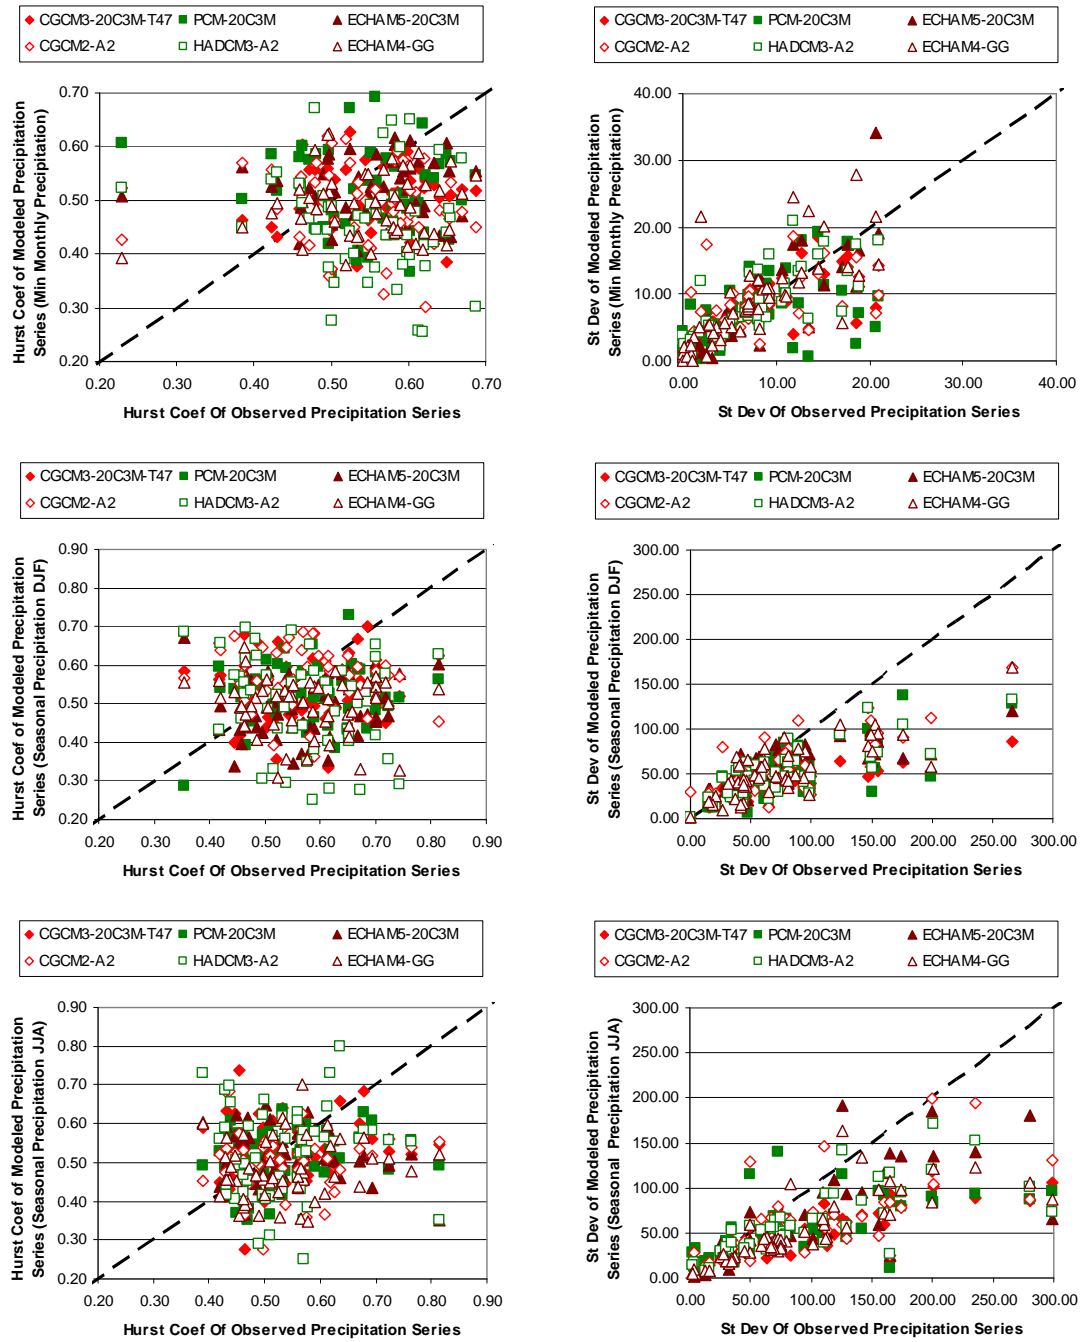 CGCM3-20C3M-T47 PCM-20C3M ECHAM5-20C3M
CGCM2-A2 HADCM3-A2 ECHAM4-GG
Hurst Coef of Modeled Precipitation
Series (Min Monthly Precipitation)
0.70
0.60
0.50
0.40
0.30
0.20
0.20 0.30 0.40 0.50 0.60 0.70
Hurst Coef Of Observed Precipitation Series
CGCM3-20C3M-T47 PCM-20C3M ECHAM5-20C3M
CGCM2-A2 HADCM3-A2 ECHAM4-GG
St Dev of Modeled Precipitation
Series (Min Monthly Precipitation)
40.00
30.00
20.00
10.00
0.00
0.00 10.00 20.00 30.00 40.00
St Dev Of Observed Precipitation Series
CGCM3-20C3M-T47 PCM-20C3M ECHAM5-20C3M
CGCM2-A2 HADCM3-A2 ECHAM4-GG
Hurst Coef of Modeled Precipitation
Series (Seasonal Precipitation DJF)
0.90
0.80
0.70
0.60
0.50
0.40
0.30
0.20
0.20 0.30 0.40 0.50 0.60 0.70 0.80 0.90
Hurst Coef Of Observed Precipitation Series
CGCM3-20C3M-T47 PCM-20C3M ECHAM5-20C3M
CGCM2-A2 HADCM3-A2 ECHAM4-GG
St Dev of Modeled Precipitation
Series (Seasonal Precipitation DJF)
300.00
250.00
200.00
150.00
100.00
50.00
0.00
0.00 50.00 100.00 150.00 200.00 250.00 300.00
St Dev Of Observed Precipitation Series
CGCM3-20C3M-T47 PCM-20C3M ECHAM5-20C3M
CGCM2-A2 HADCM3-A2 ECHAM4-GG
Hurst Coef of Modeled Precipitation
Series (Seasonal Precipitation JJA)
0.90
0.80
0.70
0.60
0.50
0.40
0.30
0.20
0.20 0.30 0.40 0.50 0.60 0.70 0.80 0.90
Hurst Coef Of Observed Precipitation Series
CGCM3-20C3M-T47 PCM-20C3M ECHAM5-20C3M
CGCM2-A2 HADCM3-A2 ECHAM4-GG
St Dev of Modeled Precipitation
Series (Seasonal Precipitation JJA)
300.00
250.00
200.00
150.00
100.00
50.00
0.00
0.00 50.00 100.00 150.00 200.00 250.00 300.00
St Dev Of Observed Precipitation Series